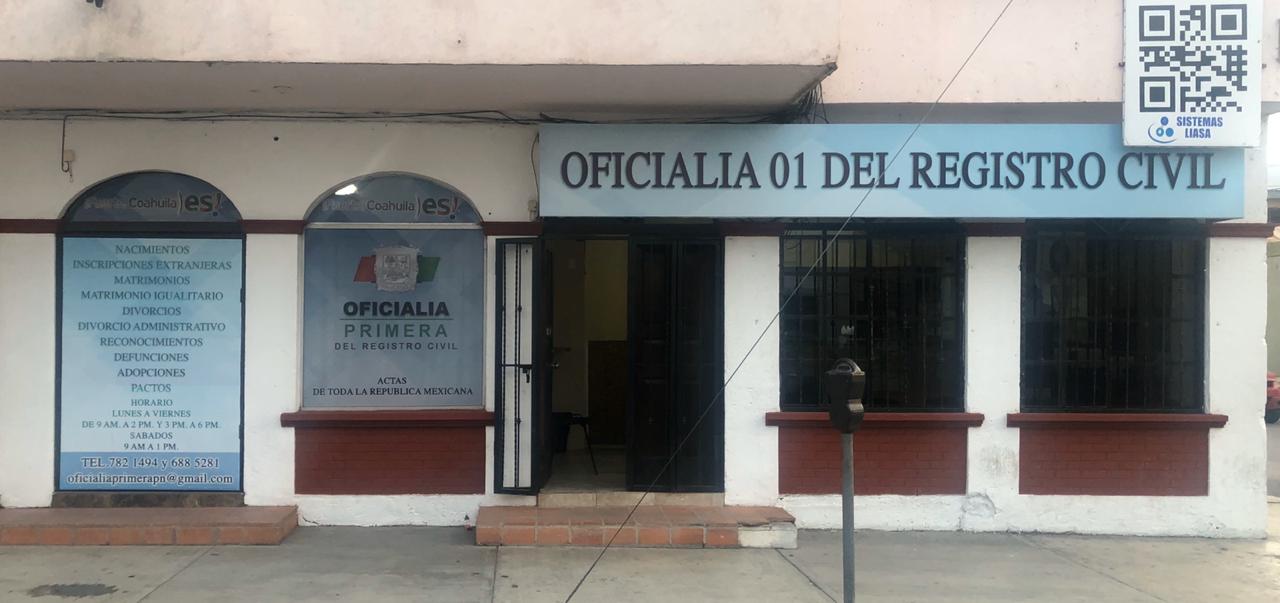 SISTEMAS
LIASA
OFICIALIA 01 DEL REGISTRO CIVIL
Fuerte Coahuila es!
NACIMIENTOS
INSCRIPCIONES EXTRANJERAS
MATRIMONIOS
MATRIMONIO IGUALITARIO
DIVORCIOS
DIVORCIO ADMINISTRATIVO
RECONOCIMIENTOS
DEFUNCIONES
ADOPCIONES
PACTOS
HORARIO
LUNES A VIERNES
DE 9 AM. A 2 PM. Y 3 PM. A 6 PM.
SABADOS
9 AM A 1 PM.
TEL.782 1494 y 688 5281
oficialiaprimerapn@gmail.com
Fuerte Coahuila es!
OFICIALIA
PRIMERA
DEL REGISTRO CIVIL
ACTAS
DE TODA LA REPUBLICA MEXICANA